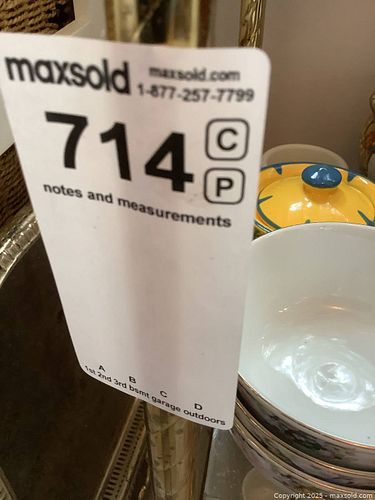 maxsold
maxsold.com
1-877-257-7799
714
C
P
notes and measurements
A B C D
1st 2nd 3rd bsmt garage outdoors
Copyright 2025 - maxsold.com